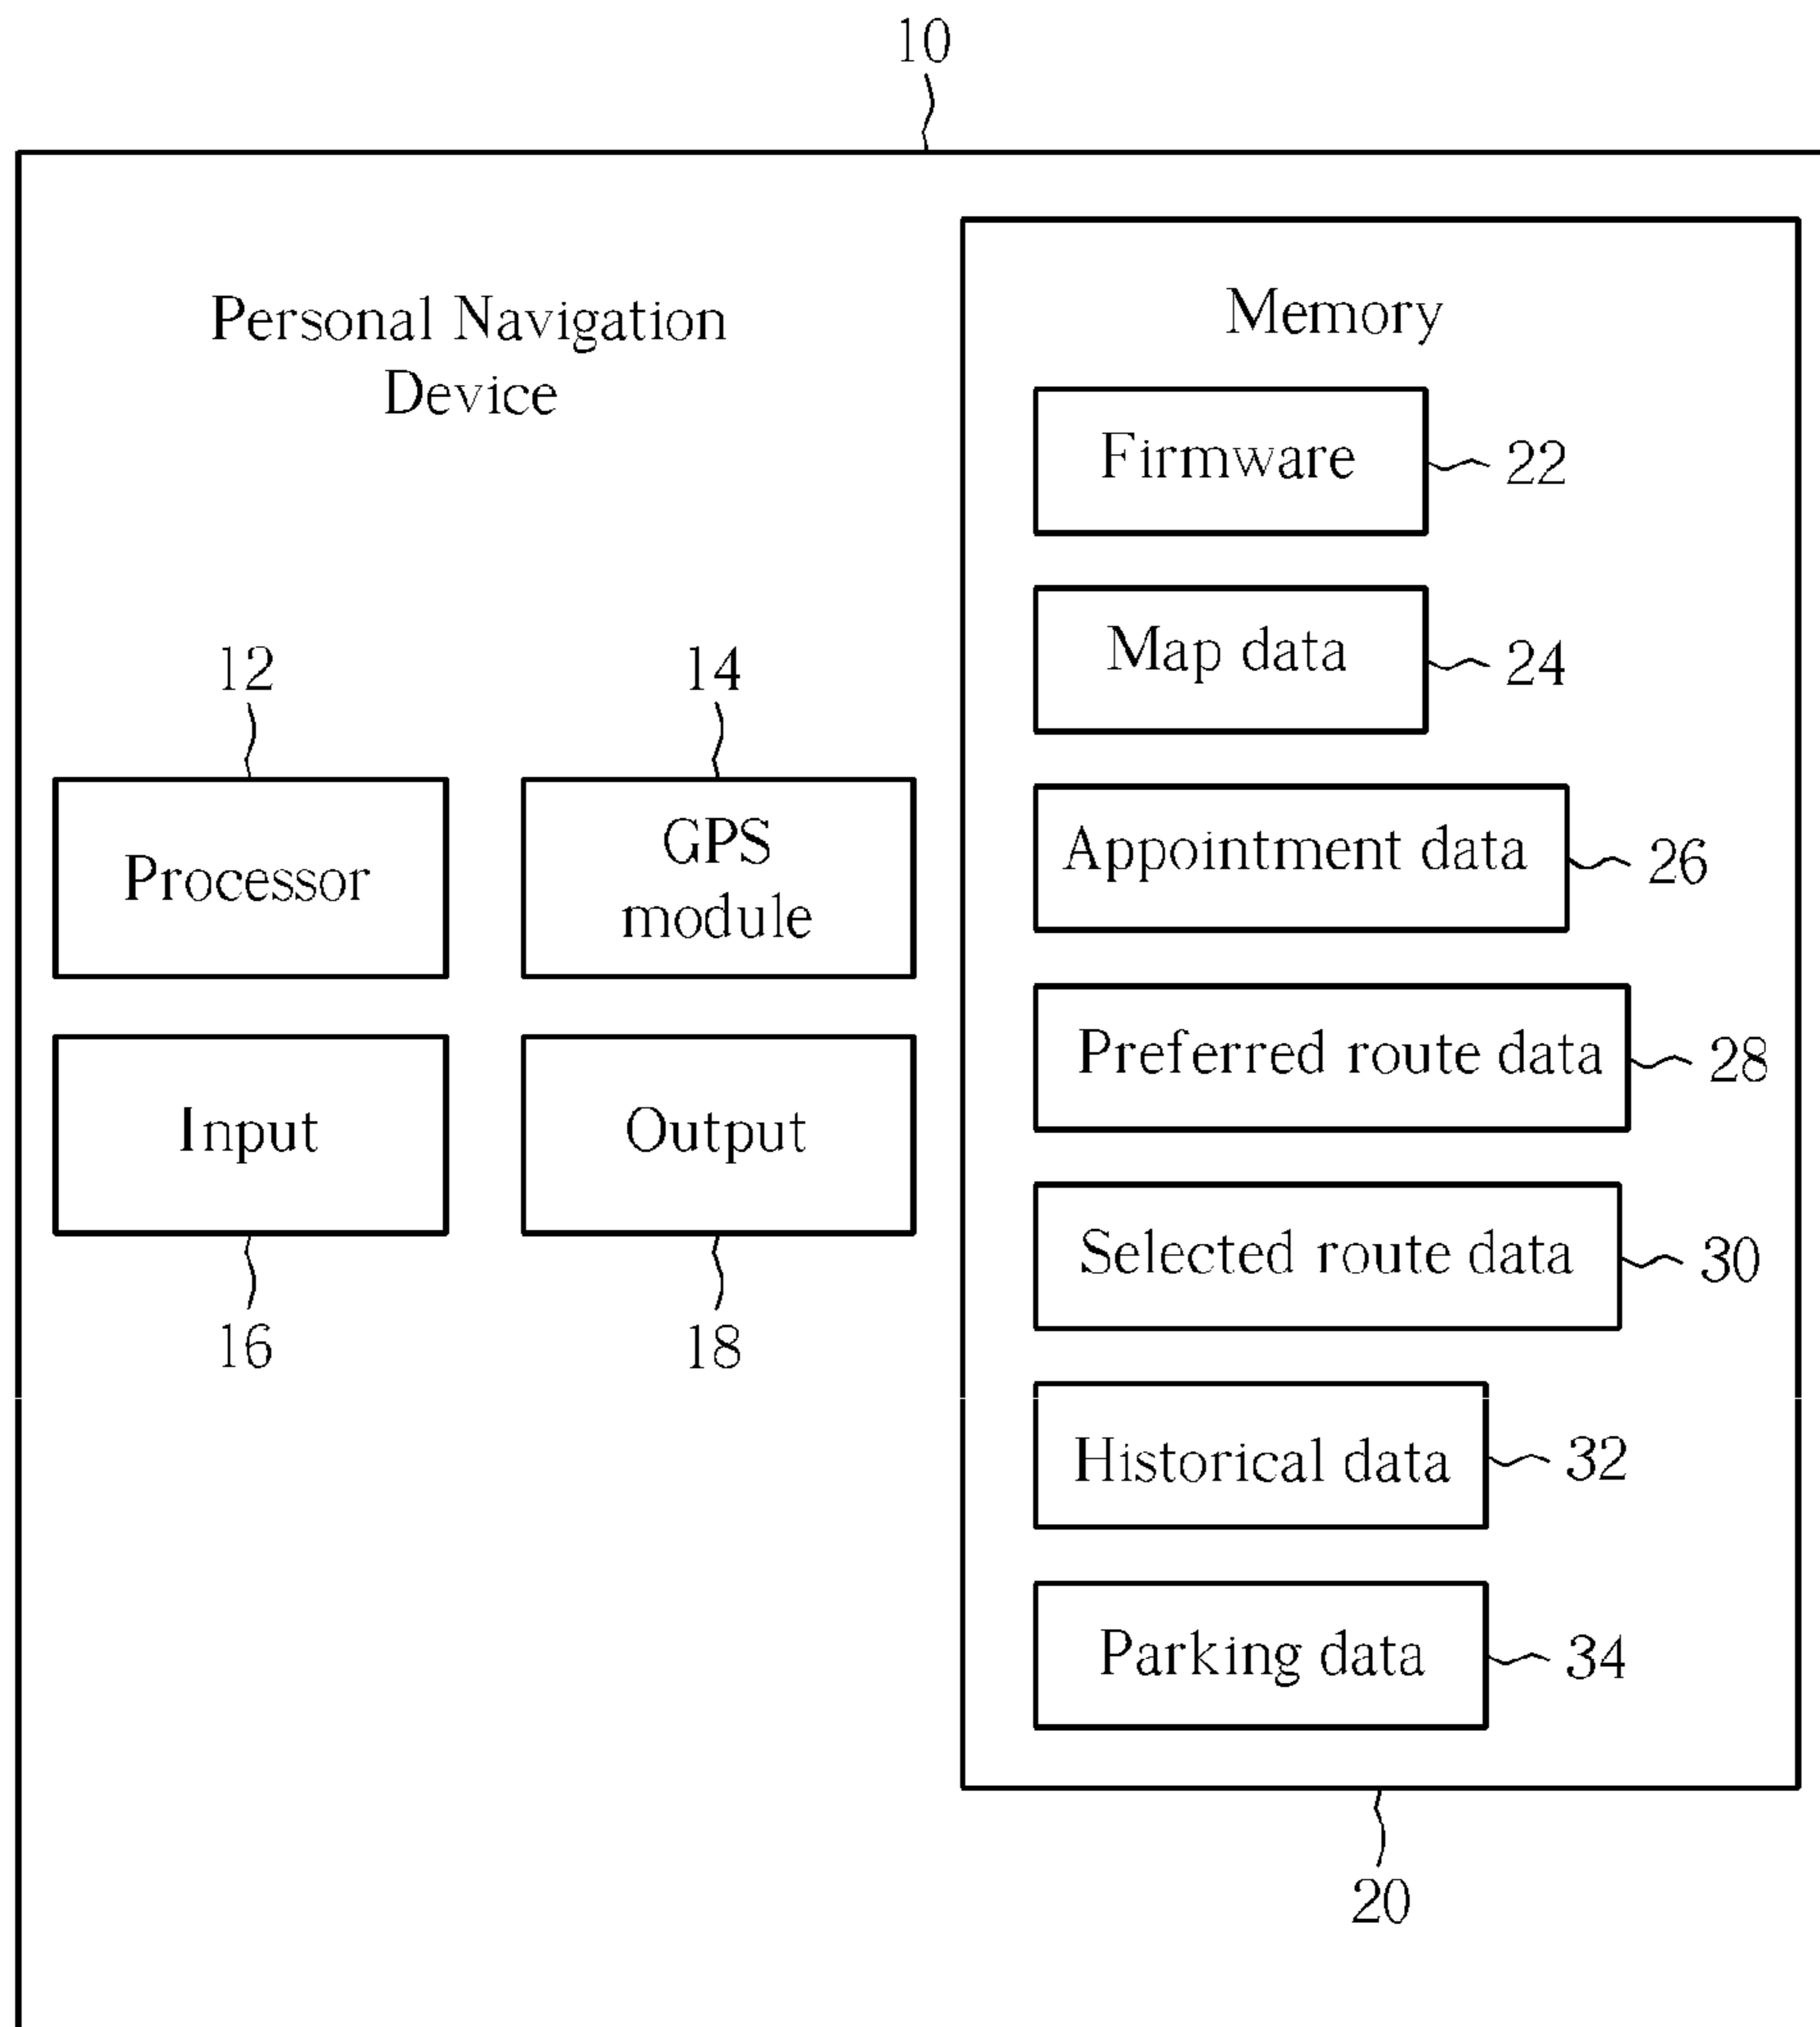 10
Personal Navigation
Device
12
14
Processor
GPS
module
Input
Output
16
18
Memory
Firmware
22
Map data
24
Appointment data
26
Preferred route data
28
Selected route data
30
Historical data
32
Parking data
34
20